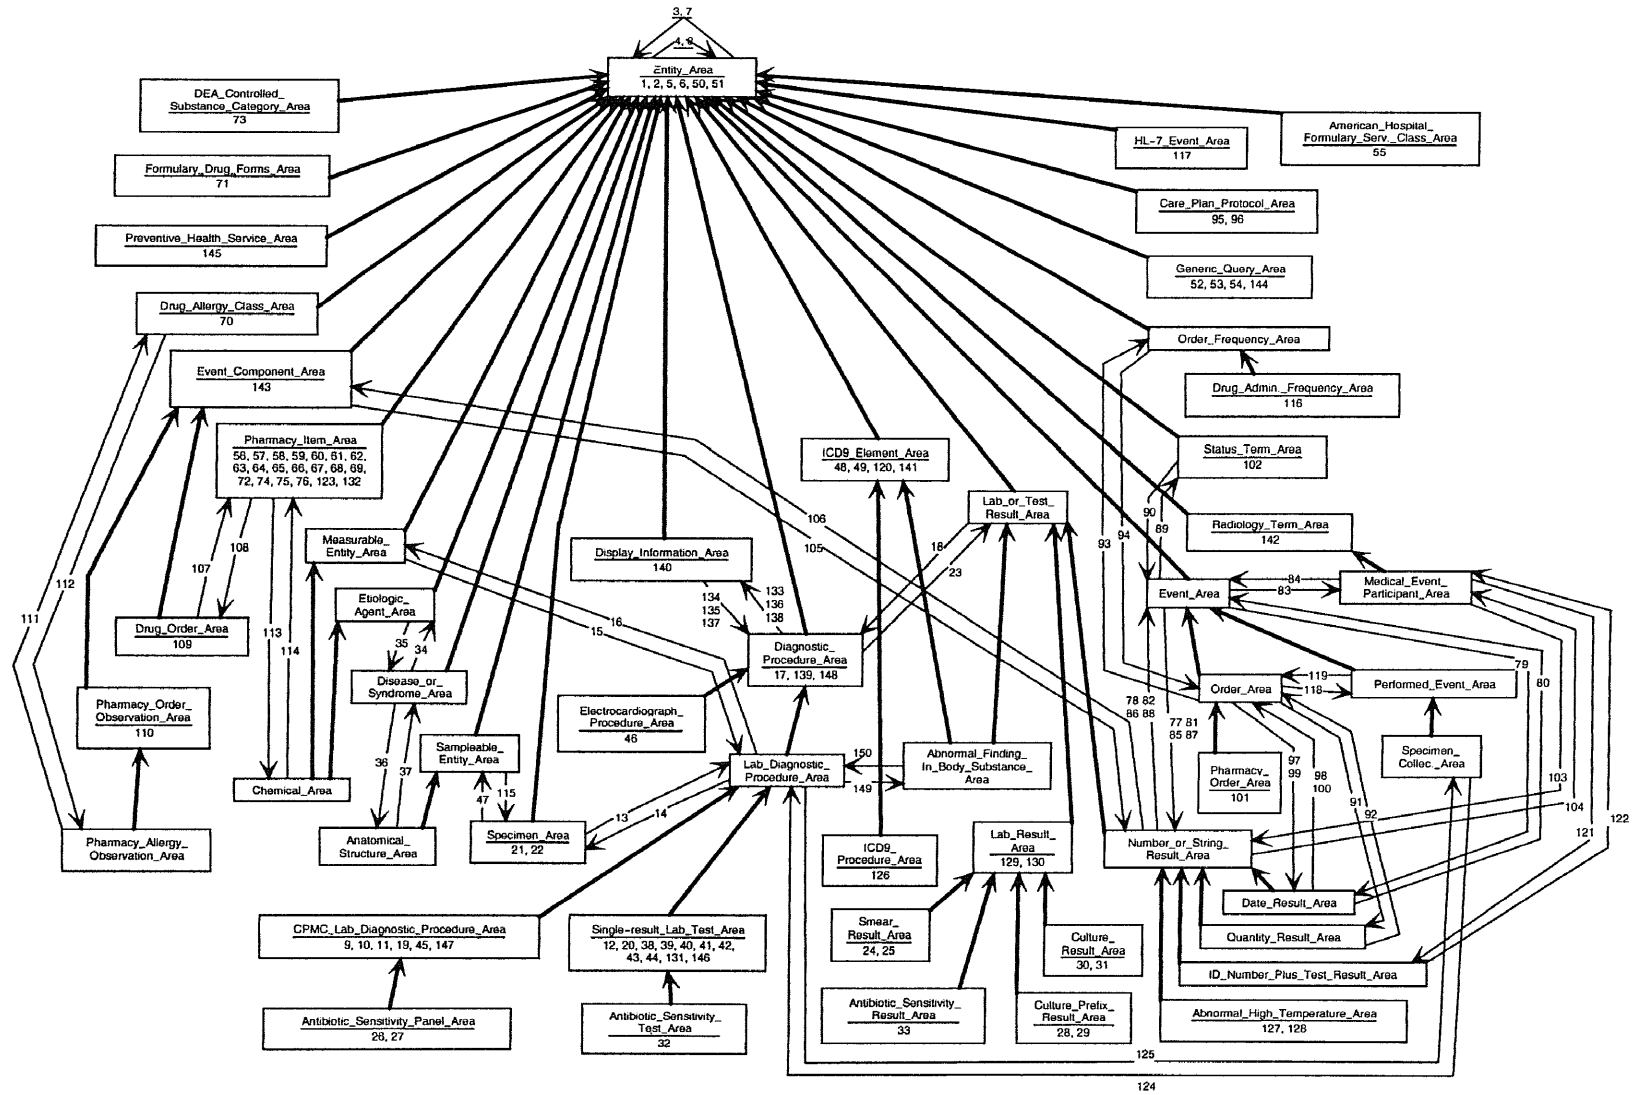 3, 7
4, 8
Entity_Area
1, 2, 5, 6, 50, 51
DEA_Controlled_
Substance_Category_Area
73
American_Hospital_
Formulary_Serv._Class_Area
55
HL-7_Event_Area
117
Formulary_Drug_Forms_Area
71
Care_Plan_Protocol_Area
95, 96
Preventive_Health_Service_Area
145
Generic_Query_Area
52, 53, 54, 144
Drug_Allergy_Class_Area
70
Order_Frequency_Area
Event_Component_Area
143
Drug_Admin._Frequency_Area
116
Pharmacy_Item_Area
56, 57, 58, 59, 60, 61, 62,
63, 64, 65, 66, 67, 68, 69,
72, 74, 75, 76, 123, 132
ICD9_Element_Area
48, 49, 120, 141
Status_Term_Area
102
Lab_or_Test_
Result_Area
Radiology_Term_Area
142
106
105
90
89
93
94
18
23
Measurable_
Entity_Area
Display_Information_Area
140
108
107
112
111
113
114
134
135
137
133
136
138
84
83
Event_Area
Medical_Event_
Participant_Area
Etiologic_
Agent_Area
Drug_Order_Area
109
16
15
35
34
Diagnostic_
Procedure_Area
17, 139, 148
79
80
119
118
Disease_or_
Syndrome_Area
Order_Area
Performed_Event_Area
Pharmacy_Order_
Observation_Area
110
Electrocardiograph_
Procedure_Area
46
78 82
86 88
77 81
85 87
Sampleable_
Entity_Area
36
37
47
115
Lab_Diagnostic_
Procedure_Area
150
149
Abnormal_Finding_
In_Body_Substance_
Area
Pharmacy_
Order_Area
101
97
99
98
100
Specimen_
Collec._Area
103
104
91
92
121
122
Chemical_Area
13
14
Pharmacy_Allergy_
Observation_Area
Anatomical_
Structure_Area
Specimen_Area
21, 22
ICD9_
Procedure_Area
126
Lab_Result_
Area
129, 130
Number_or_String_
Result_Area
Date_Result_Area
CPMC_Lab_Diagnostic_Procedure_Area
9, 10, 11, 19, 45, 147
Single-result_Lab_Test_Area
12, 20, 38, 39, 40, 41, 42,
43, 44, 131, 146
Smear_
Result_Area
24, 25
Culture_
Result_Area
30, 31
Quantity_Result_Area
ID_Number_Plus_Test_Result_Area
Antibiotic_Sensitivity_Panel_Area
26, 27
Antibiotic_Sensitivity_
Test_Area
32
Antibiotic_Sensitivity_
Result_Area
33
Culture_Prefix_
Result_Area
28, 29
Abnormal_High_Temperature_Area
127, 128
125
124